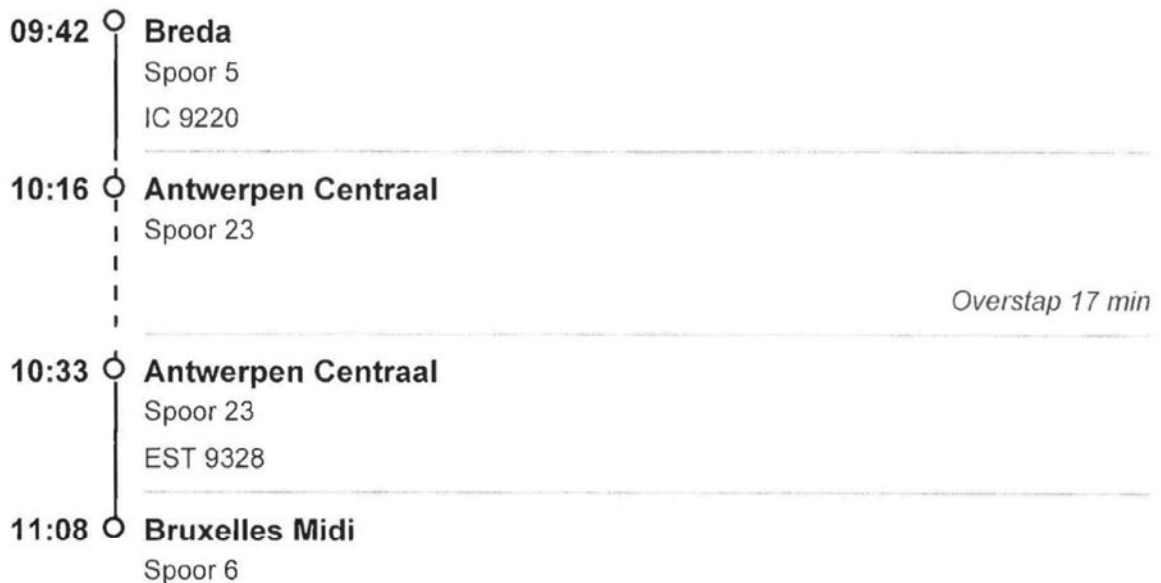 09:42 Breda
Spoor 5
IC 9220
10:16 Antwerpen Centraal
Spoor 23
Overstap 17 min
10:33 Antwerpen Centraal
Spoor 23
EST 9328
11:08 Bruxelles Midi
Spoor 6